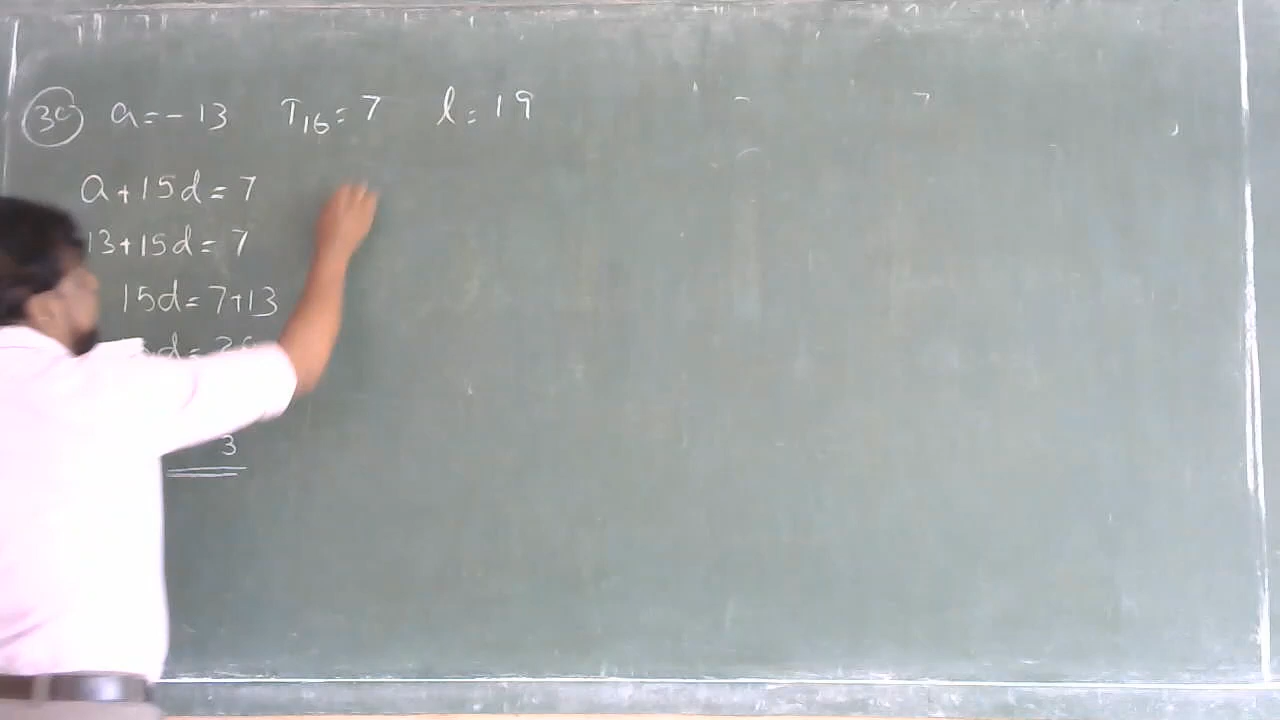 30 a = - 13 T16 = 7 l = 19
a + 15d = 7
13 + 15d = 7
15d = 7 + 13
d =
3